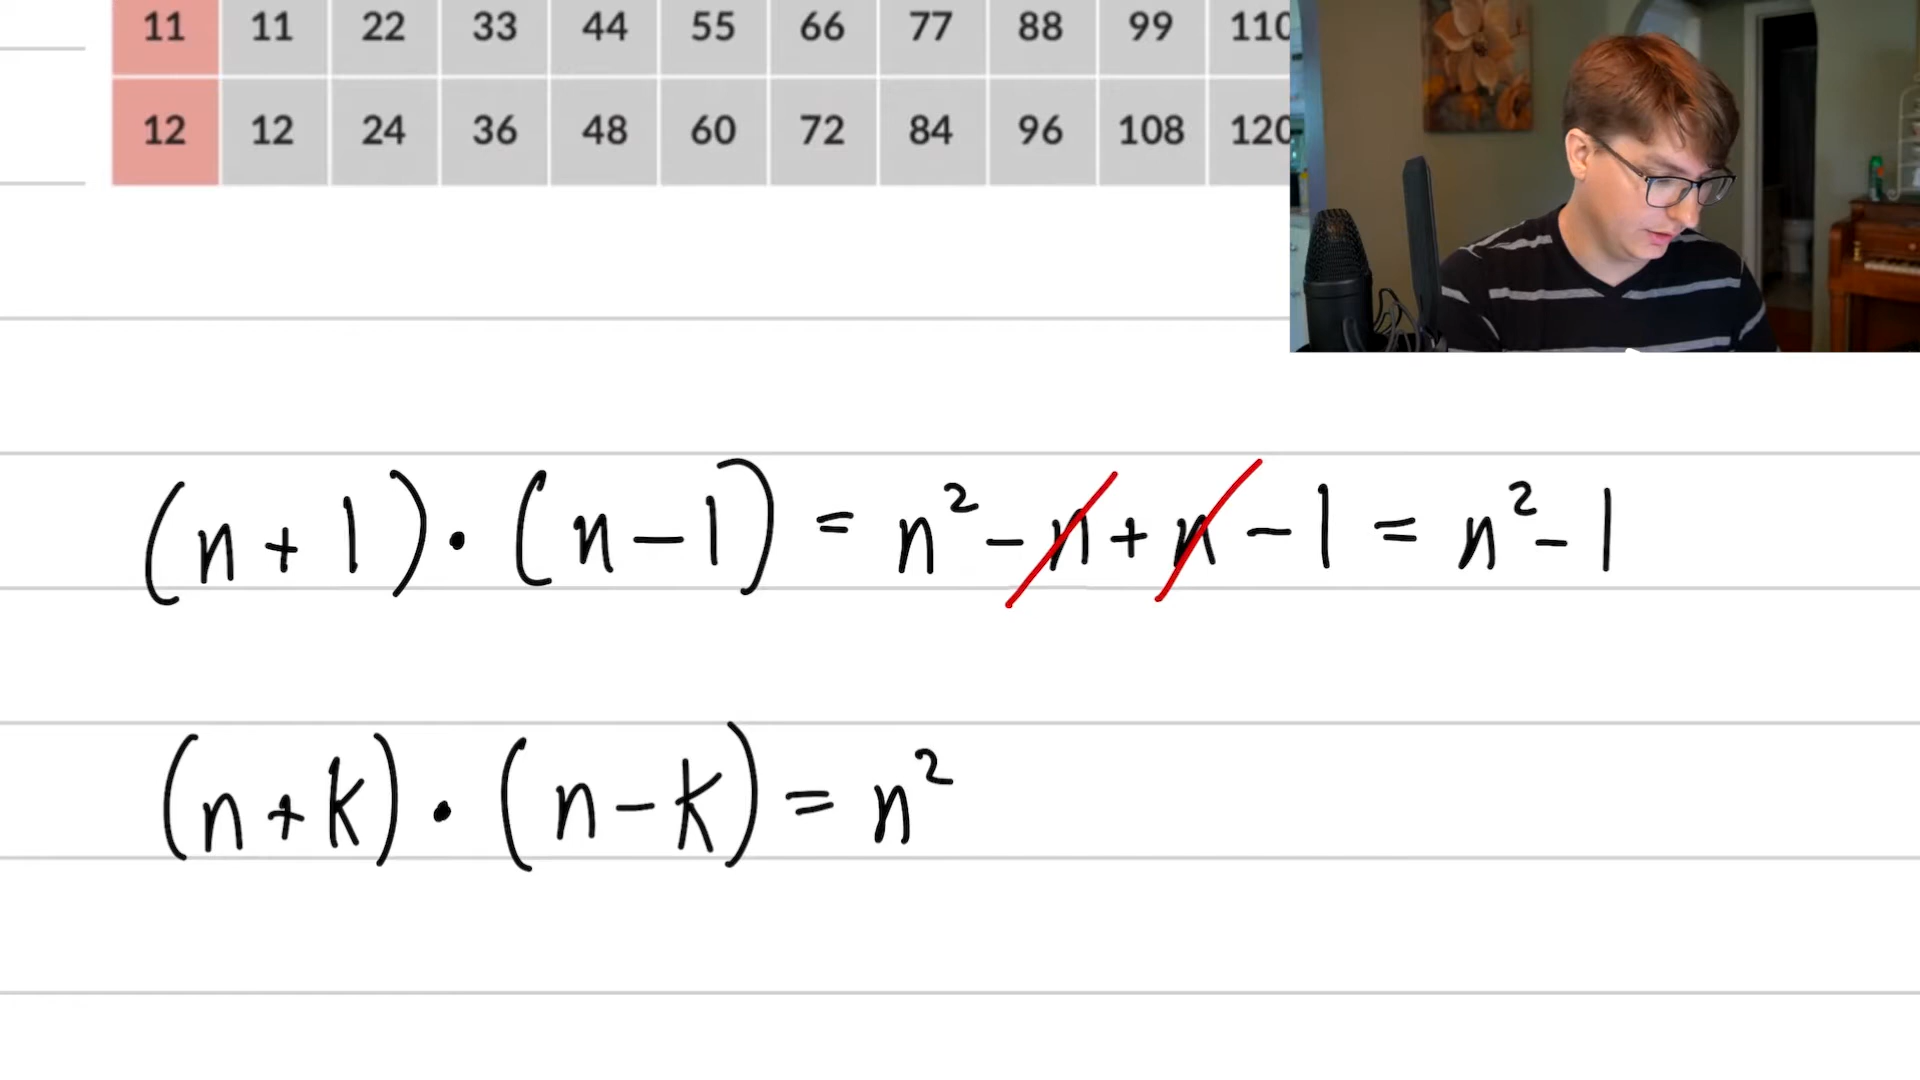 11 11 22 33 44 55 66 77 88 99 110
12 12 24 36 48 60 72 84 96 108 120
(n+1)·(n-1) = n²-n+n-1 = n²-1
(n+k)·(n-k) = n²